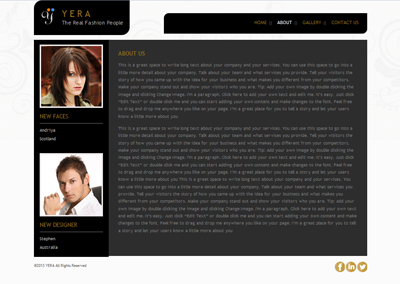 YERA
The Real Fashion People
HOME
ABOUT
GALLERY
CONTACT US
NEW FACES
Andriya
Scotland
NEW DESIGNER
Stephen
Australia
ABOUT US
This is a great space to write long text about your company and your services. You can use this space to go into a
little more detail about your company. Talk about your team and what services you provide. Tell your visitors the
story of how you came up with the idea for your business and what makes you different from your competitors.
Make your company stand out and show your visitors who you are. Tip: Add your own image by double clicking the
image and clicking Change Image. I'm a paragraph. Click here to add your own text and edit me. It's easy. Just click
"Edit Text" or double click me and you can start adding your own content and make changes to the font. Feel free
to drag and drop me anywhere you like on your page. I'm a great place for you to tell a story and let your users
know a little more about you.
This is a great space to write long text about your company and your services. You can use this space to go into a
little more detail about your company. Talk about your team and what services you provide. Tell your visitors the
story of how you came up with the idea for your business and what makes you different from your competitors.
make your company stand out and show your visitors who you are. Tip: Add your own image by double clicking the
image and clicking Change Image. I'm a paragraph. Click here to add your own text and edit me. It's easy. Just click
"Edit Text" or double click me and you can start adding your own content and make changes to the font. Feel free
to drag and drop me anywhere you like on your page. I'm a great place for you to tell a story and let your users
know a little more about you This is a great space to write long text about your company and your services. You
can use this space to go into a little more detail about your company. Talk about your team and what services you
provide. Tell your visitors the story of how you came up with the idea for your business and what makes you
different from your competitors. Make your company stand out and show your visitors who you are. Tip: Add your
own image by double clicking the image and clicking Change Image. I'm a paragraph. Click here to add your own text
and edit me. It's easy. Just click "Edit Text" or double click me and you can start adding your own content and make
changes to the font. Feel free to drag and drop me anywhere you like on your page. I'm a great place for you to tell
a story and let your users know a little more about you.
©2013 YERA All Rights Reserved